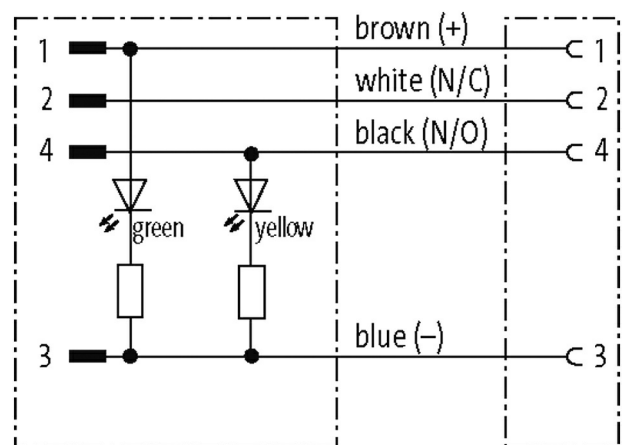 1 brown (+) 1
2 white (N/C) 2
4 black (N/O) 4
green yellow
3 blue (–) 3